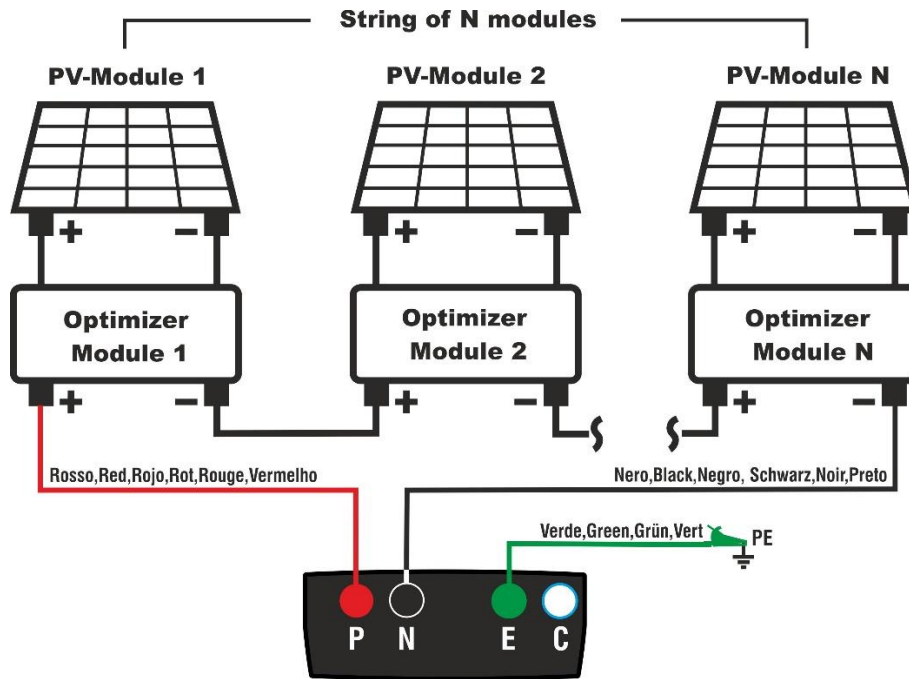 String of N modules
PV-Module 1
PV-Module 2
PV-Module N
+ −
+ −
+ −
Optimizer
Module 1
Optimizer
Module 2
Optimizer
Module N
+ −
+ −
+ −
Rosso,Red,Rojo,Rot,Rouge,Vermelho
Nero,Black,Negro, Schwarz,Noir,Preto
Verde,Green,Grün,Vert
PE
P N E C